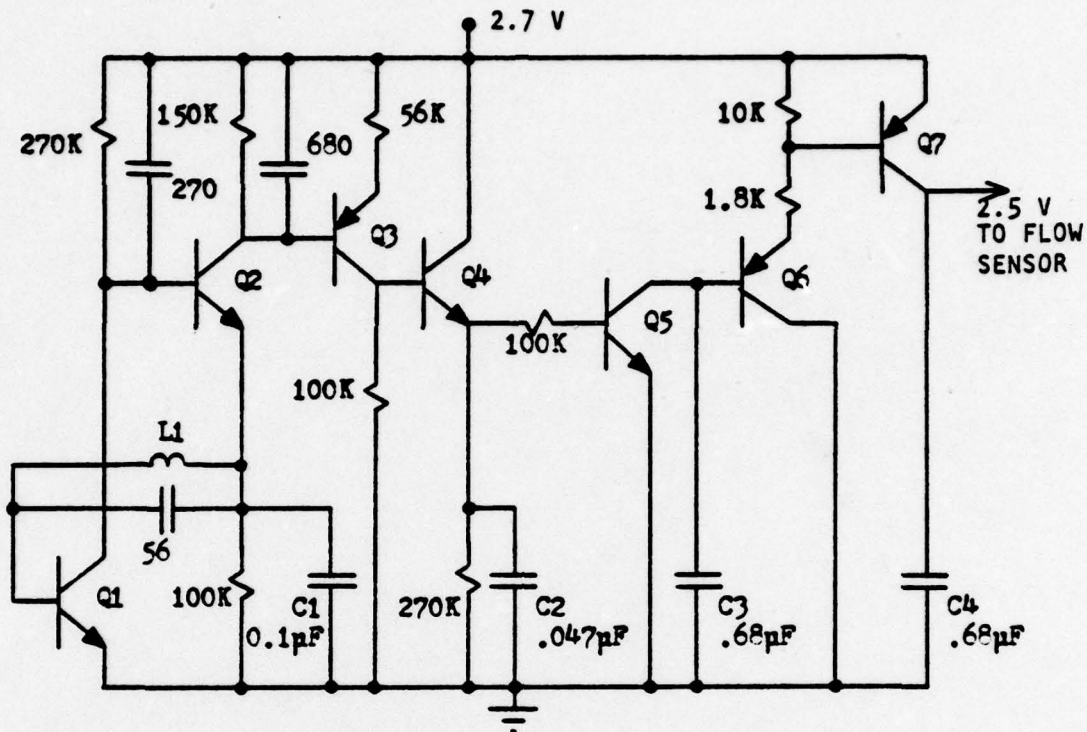 2.7 V
270K
150K
270
680
56K
10K
Q7
1.8K
2.5 V
TO FLOW
SENSOR
Q2
Q3
Q4
Q5
Q6
100K
100K
L1
56
Q1
100K
C1
0.1µF
270K
C2
.047µF
C3
.68µF
C4
.68µF